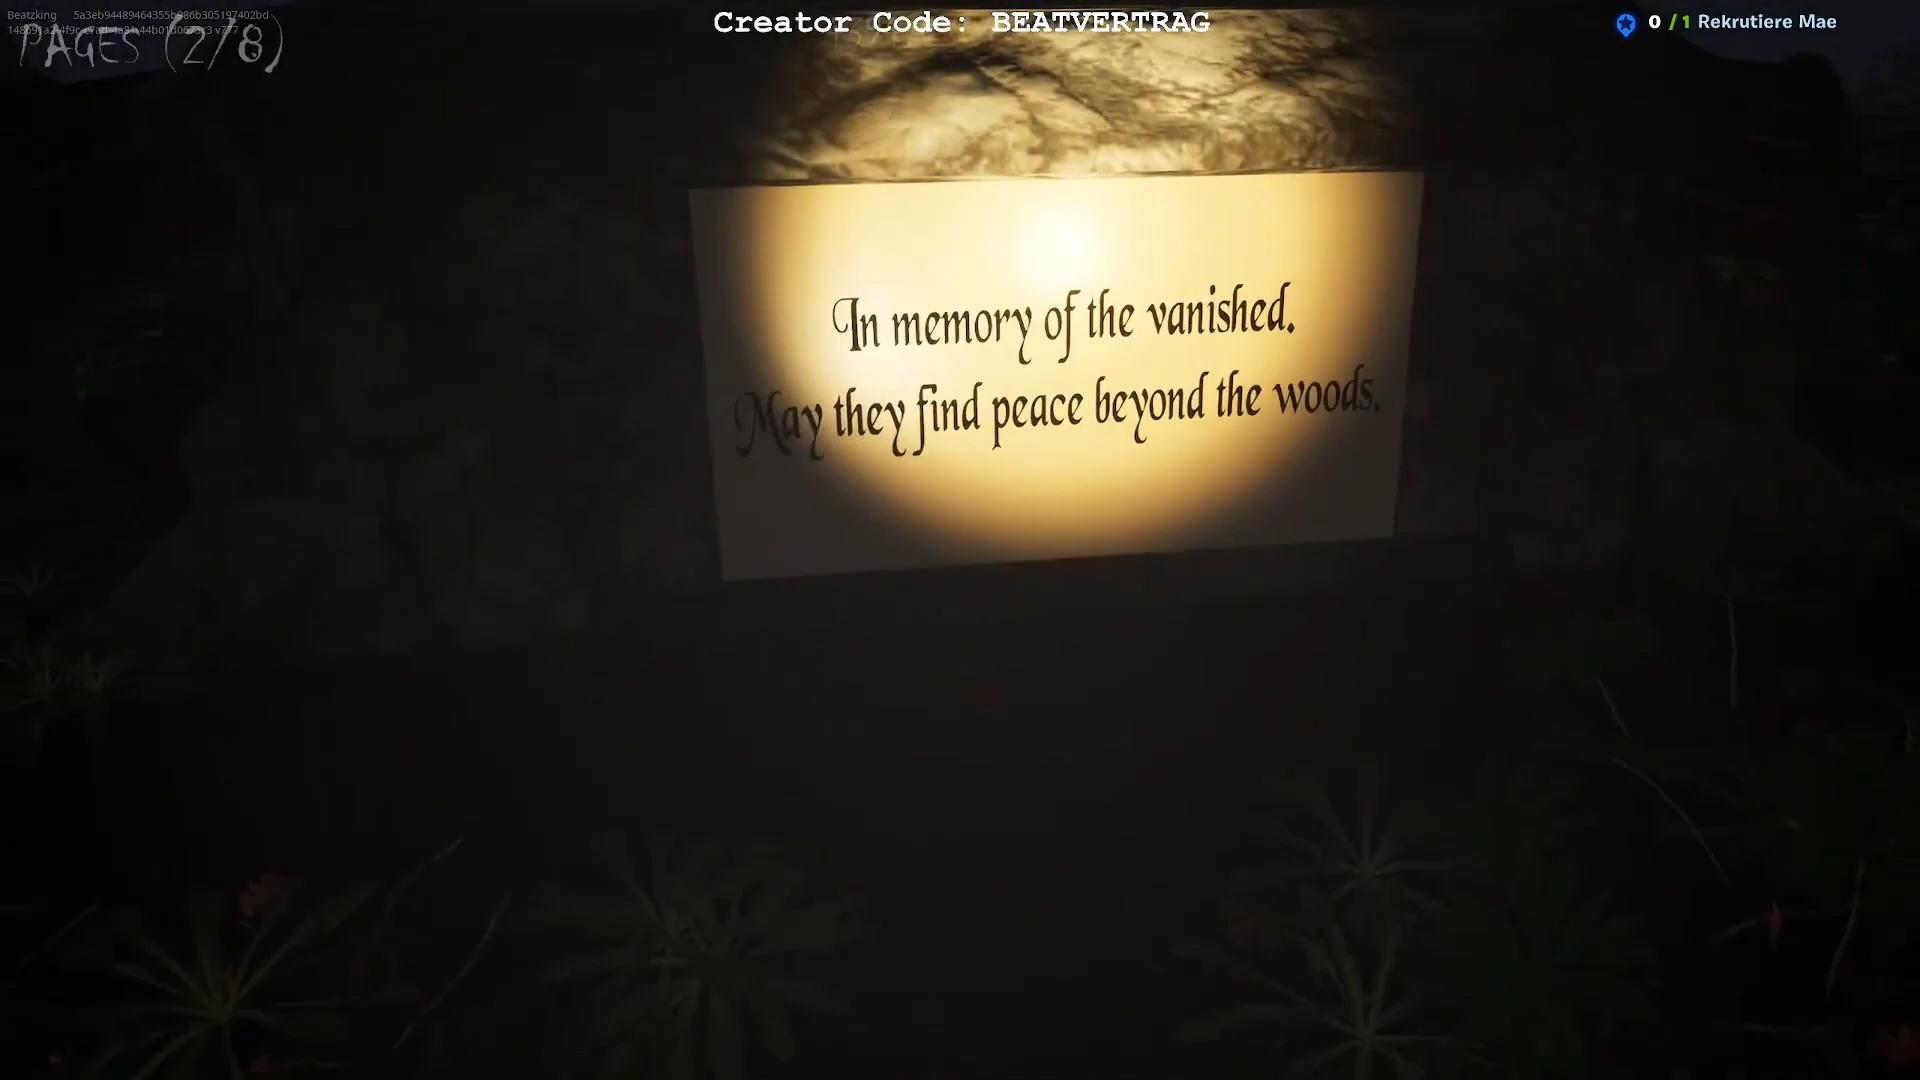 Beatzking
PAGES (2/8)
Creator Code: BEATVERTRAG
0 / 1 Rekrutiere Mae
In memory of the vanished.
May they find peace beyond the woods.